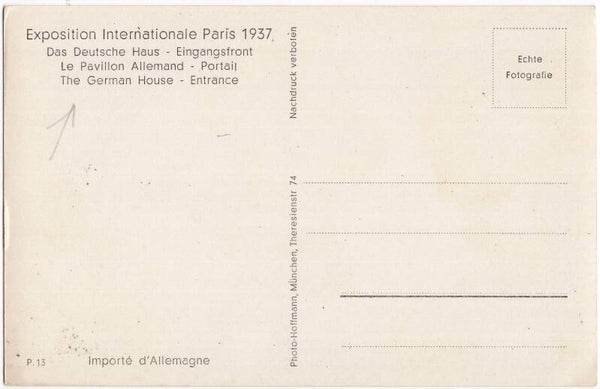 Exposition Internationale Paris 1937
Das Deutsche Haus - Eingangsfront
Le Pavillon Allemand - Portail
The German House - Entrance
P. 13
Importé d'Allemagne
Photo-Hoffmann, München, Theresienstr 74
Nachdruck verboten
Echte
Fotografie